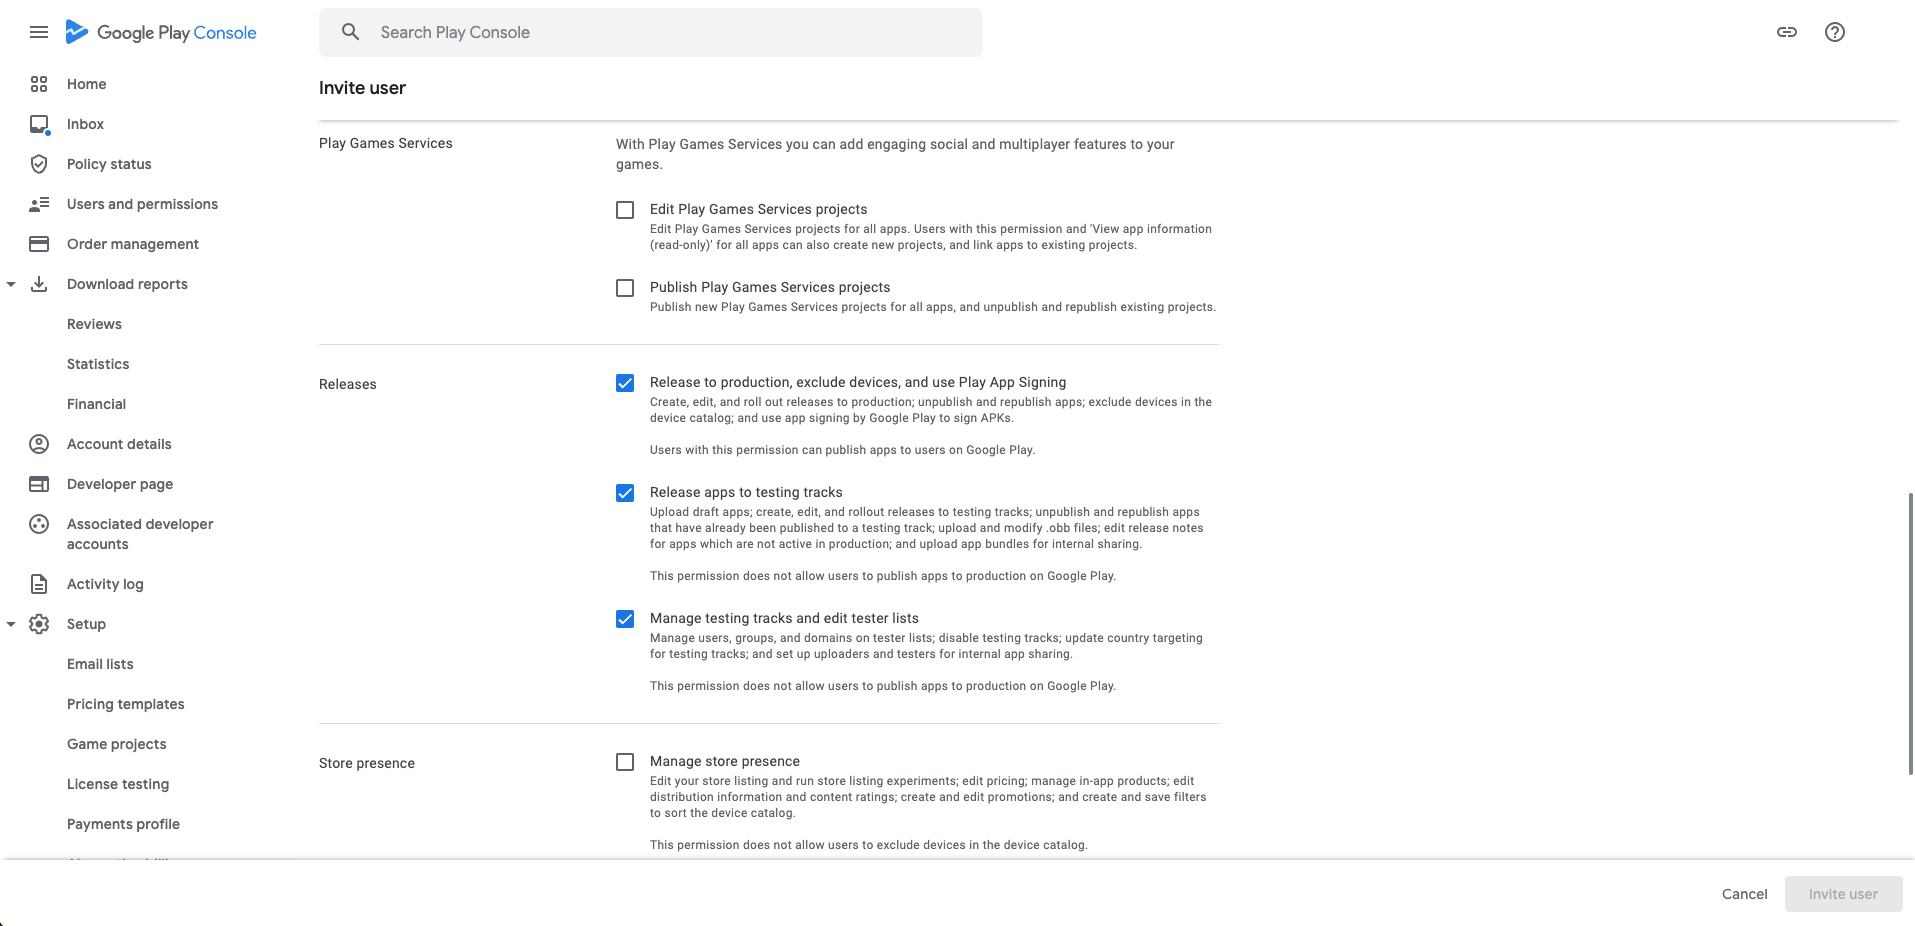 Google Play Console
Search Play Console
Home
Inbox
Policy status
Users and permissions
Order management
Download reports
Reviews
Statistics
Financial
Account details
Developer page
Associated developer
accounts
Activity log
Setup
Email lists
Pricing templates
Game projects
License testing
Payments profile
Invite user
Play Games Services
With Play Games Services you can add engaging social and multiplayer features to your
games.
Edit Play Games Services projects
Edit Play Games Services projects for all apps. Users with this permission and 'View app information
(read-only)' for all apps can also create new projects, and link apps to existing projects.
Publish Play Games Services projects
Publish new Play Games Services projects for all apps, and unpublish and republish existing projects.
Releases
Release to production, exclude devices, and use Play App Signing
Create, edit, and roll out releases to production; unpublish and republish apps; exclude devices in the
device catalog; and use app signing by Google Play to sign APKs.
Users with this permission can publish apps to users on Google Play.
Release apps to testing tracks
Upload draft apps; create, edit, and rollout releases to testing tracks; unpublish and republish apps
that have already been published to a testing track; upload and modify .obb files; edit release notes
for apps which are not active in production; and upload app bundles for internal sharing.
This permission does not allow users to publish apps to production on Google Play.
Manage testing tracks and edit tester lists
Manage users, groups, and domains on tester lists; disable testing tracks; update country targeting
for testing tracks; and set up uploaders and testers for internal app sharing.
This permission does not allow users to publish apps to production on Google Play.
Store presence
Manage store presence
Edit your store listing and run store listing experiments; edit pricing; manage in-app products; edit
distribution information and content ratings; create and edit promotions; and create and save filters
to sort the device catalog.
This permission does not allow users to exclude devices in the device catalog.
Cancel
Invite user